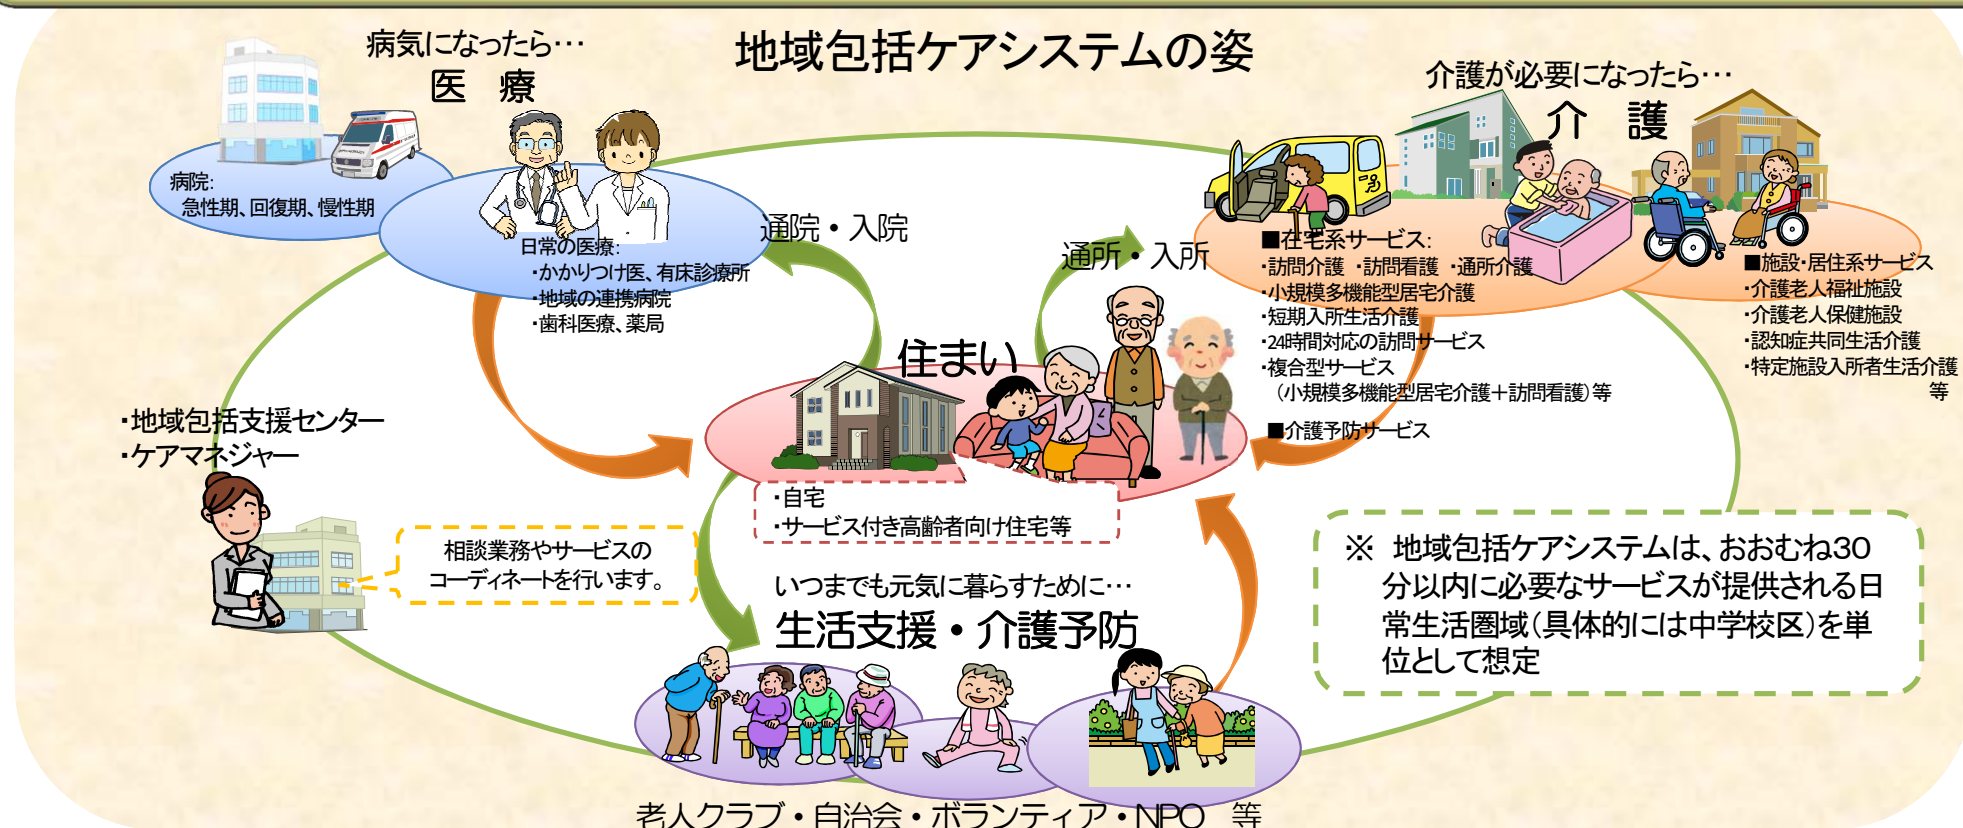 地域包括ケアシステムの姿
病気になったら…
医 療
病院:
急性期、回復期、慢性期
日常の医療:
・かかりつけ医、有床診療所
・地域の連携病院
・歯科医療、薬局
通院・入院
通所・入所
介護が必要になったら…
介 護
■在宅系サービス:
・訪問介護 ・訪問看護 ・通所介護
・小規模多機能型居宅介護
・短期入所生活介護
・24時間対応の訪問サービス
・複合型サービス
(小規模多機能型居宅介護+訪問看護)等
■介護予防サービス
■施設・居住系サービス
・介護老人福祉施設
・介護老人保健施設
・認知症共同生活介護
・特定施設入所者生活介護
等
住まい
・自宅
・サービス付き高齢者向け住宅等
・地域包括支援センター
・ケアマネジャー
相談業務やサービスの
コーディネートを行います。
いつまでも元気に暮らすために…
生活支援・介護予防
老人クラブ・自治会・ボランティア・NPO 等
※ 地域包括ケアシステムは、おおむね30
分以内に必要なサービスが提供される日
常生活圏域(具体的には中学校区)を単
位として想定